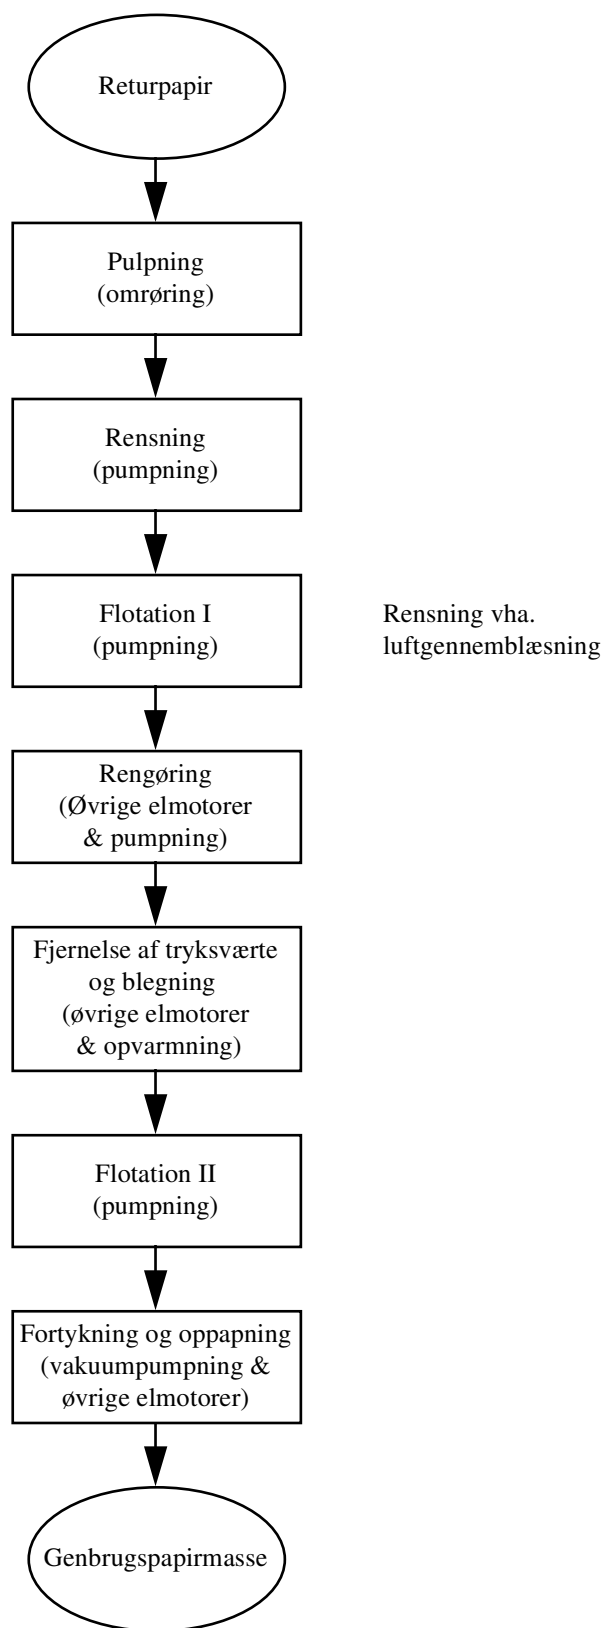 Returpapir
Pulpning
(omrøring)
Rensning
(pumpning)
Flotation I
(pumpning)
Rensning vha.
luftgennemblæsning
Rengøring
(Øvrige elmotorer
& pumpning)
Fjernelse af tryksværte
og blegning
(øvrige elmotorer
& opvarmning)
Flotation II
(pumpning)
Fortykning og oppapning
(vakuumpumpning &
øvrige elmotorer)
Genbrugspapirmasse